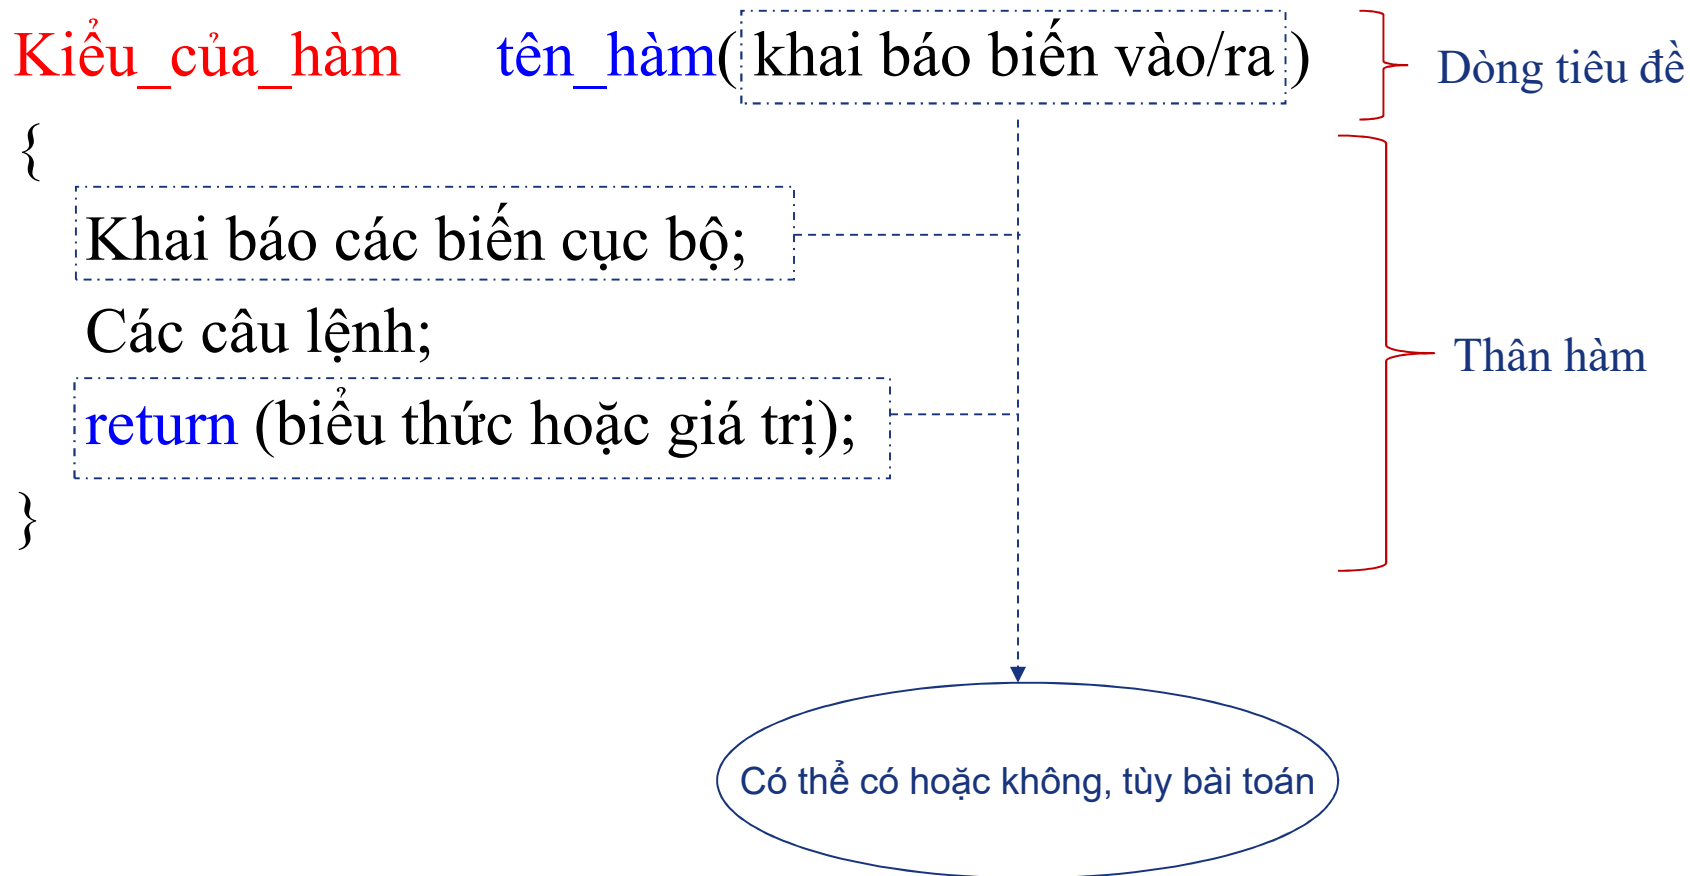 Kiểu_của_hàm tên_hàm( khai báo biến vào/ra )
Dòng tiêu đề
{
Khai báo các biến cục bộ;
Các câu lệnh;
Thân hàm
return (biểu thức hoặc giá trị);
}
Có thể có hoặc không, tùy bài toán